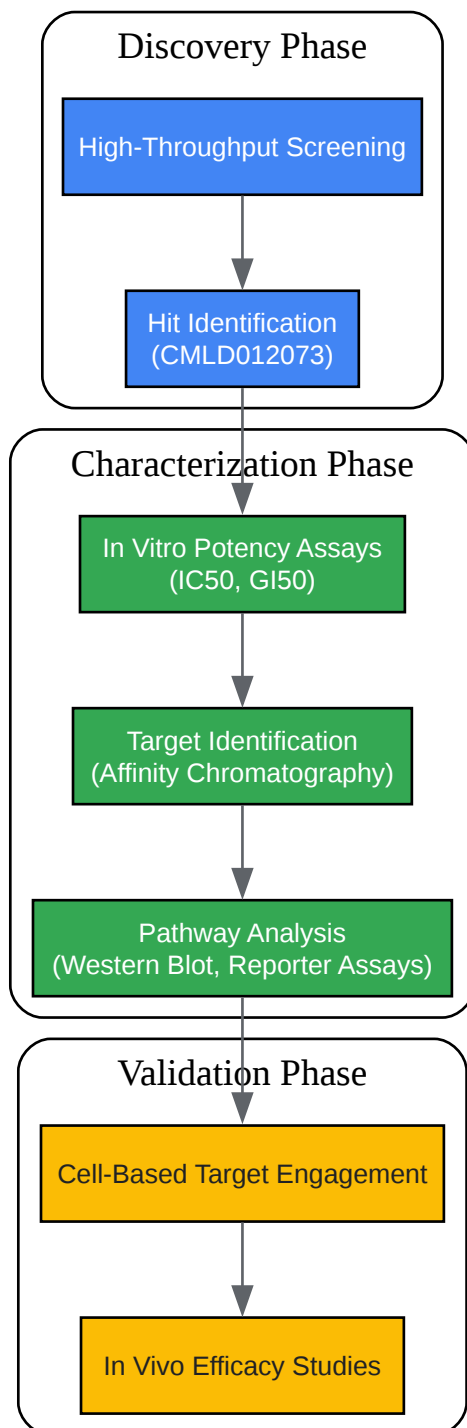 Discovery Phase
High-Throughput Screening
Hit Identification
(CMLD012073)
Characterization Phase
In Vitro Potency Assays
(IC50, GI50)
Target Identification
(Affinity Chromatography)
Pathway Analysis
(Western Blot, Reporter Assays)
Validation Phase
Cell-Based Target Engagement
In Vivo Efficacy Studies